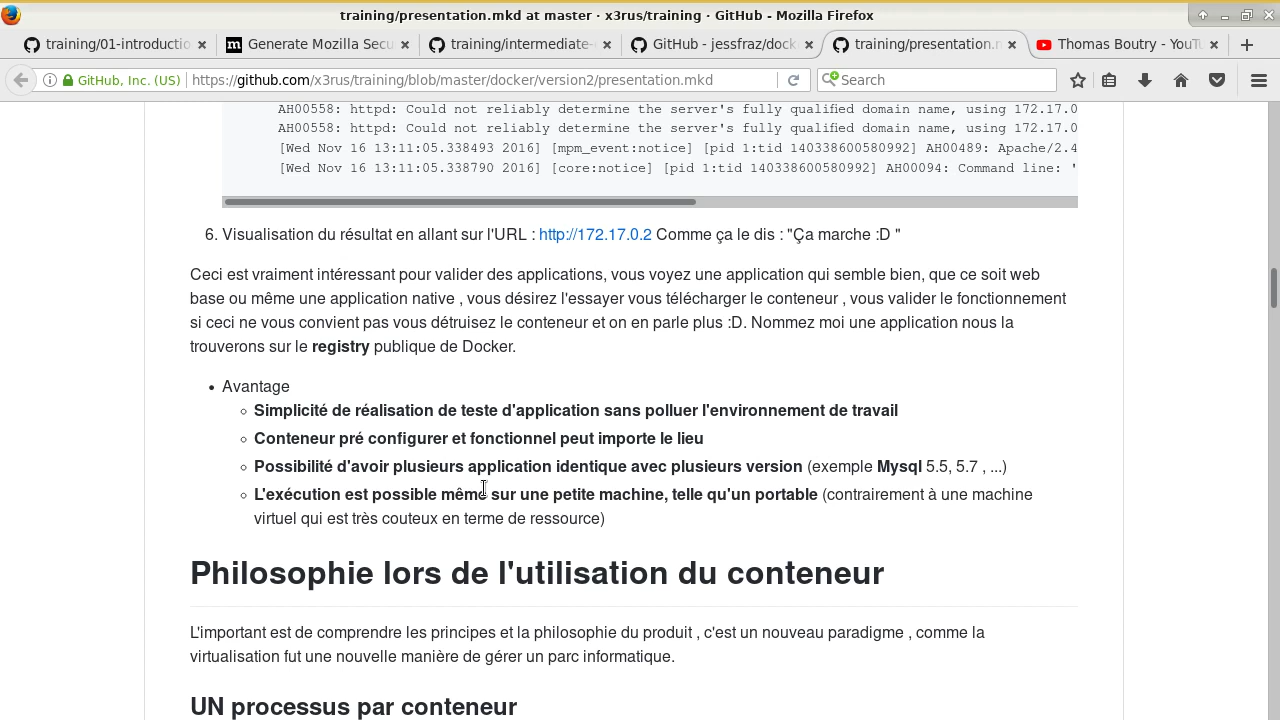 training/presentation.mkd at master · x3rus/training · GitHub - Mozilla Firefox
training/01-introductio
Generate Mozilla Secu
training/intermediate-
GitHub - jessfraz/dock
training/presentation.m
Thomas Boutry - YouTu
GitHub, Inc. (US)
https://github.com/x3rus/training/blob/master/docker/version2/presentation.mkd
Search
AH00558: httpd: Could not reliably determine the server's fully qualified domain name, using 172.17.0
AH00558: httpd: Could not reliably determine the server's fully qualified domain name, using 172.17.0
[Wed Nov 16 13:11:05.338493 2016] [mpm_event:notice] [pid 1:tid 140338600580992] AH00489: Apache/2.4
[Wed Nov 16 13:11:05.338790 2016] [core:notice] [pid 1:tid 140338600580992] AH00094: Command line: '
6. Visualisation du résultat en allant sur l'URL : http://172.17.0.2 Comme ça le dis : "Ça marche :D "
Ceci est vraiment intéressant pour valider des applications, vous voyez une application qui semble bien, que ce soit web
base ou même une application native , vous désirez l'essayer vous télécharger le conteneur , vous valider le fonctionnement
si ceci ne vous convient pas vous détruisez le conteneur et on en parle plus :D. Nommez moi une application nous la
trouverons sur le registry publique de Docker.
• Avantage
◦ Simplicité de réalisation de teste d'application sans polluer l'environnement de travail
◦ Conteneur pré configurer et fonctionnel peut importe le lieu
◦ Possibilité d'avoir plusieurs application identique avec plusieurs version (exemple Mysql 5.5, 5.7 , ...)
◦ L'exécution est possible même sur une petite machine, telle qu'un portable (contrairement à une machine
virtuel qui est très couteux en terme de ressource)
Philosophie lors de l'utilisation du conteneur
L'important est de comprendre les principes et la philosophie du produit , c'est un nouveau paradigme , comme la
virtualisation fut une nouvelle manière de gérer un parc informatique.
UN processus par conteneur